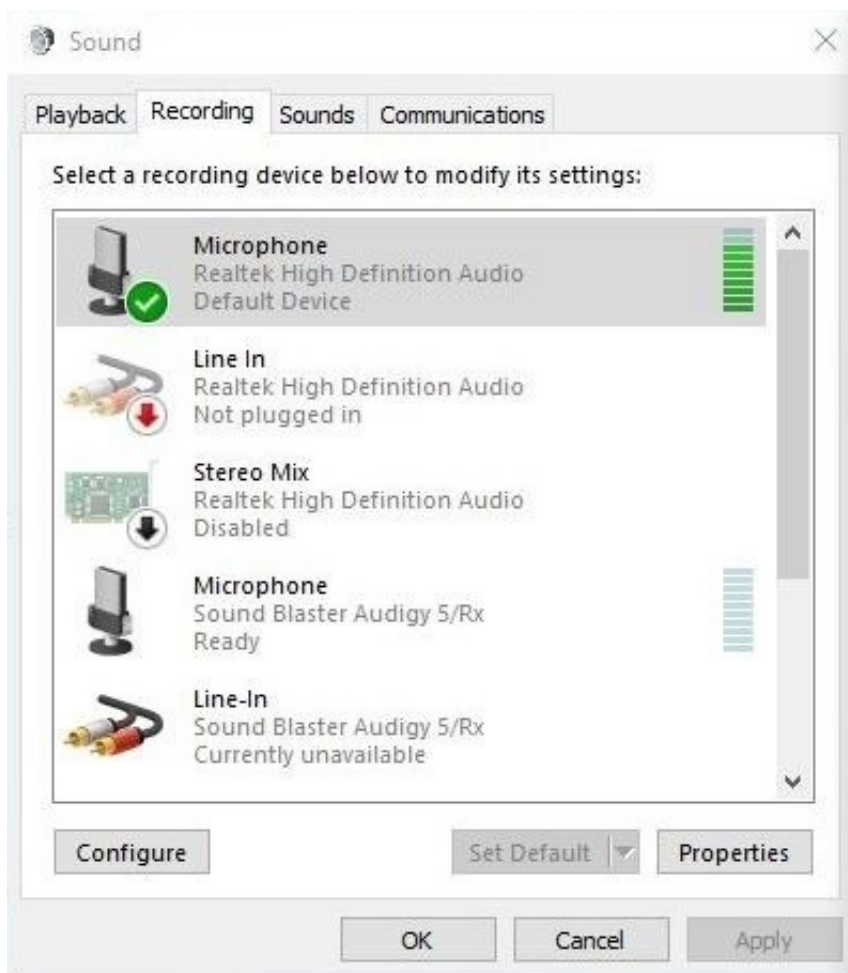 Sound
Playback Recording Sounds Communications
Select a recording device below to modify its settings:
Microphone
Realtek High Definition Audio
Default Device
Line In
Realtek High Definition Audio
Not plugged in
Stereo Mix
Realtek High Definition Audio
Disabled
Microphone
Sound Blaster Audigy 5/Rx
Ready
Line-In
Sound Blaster Audigy 5/Rx
Currently unavailable
Configure Set Default Properties
OK Cancel Apply